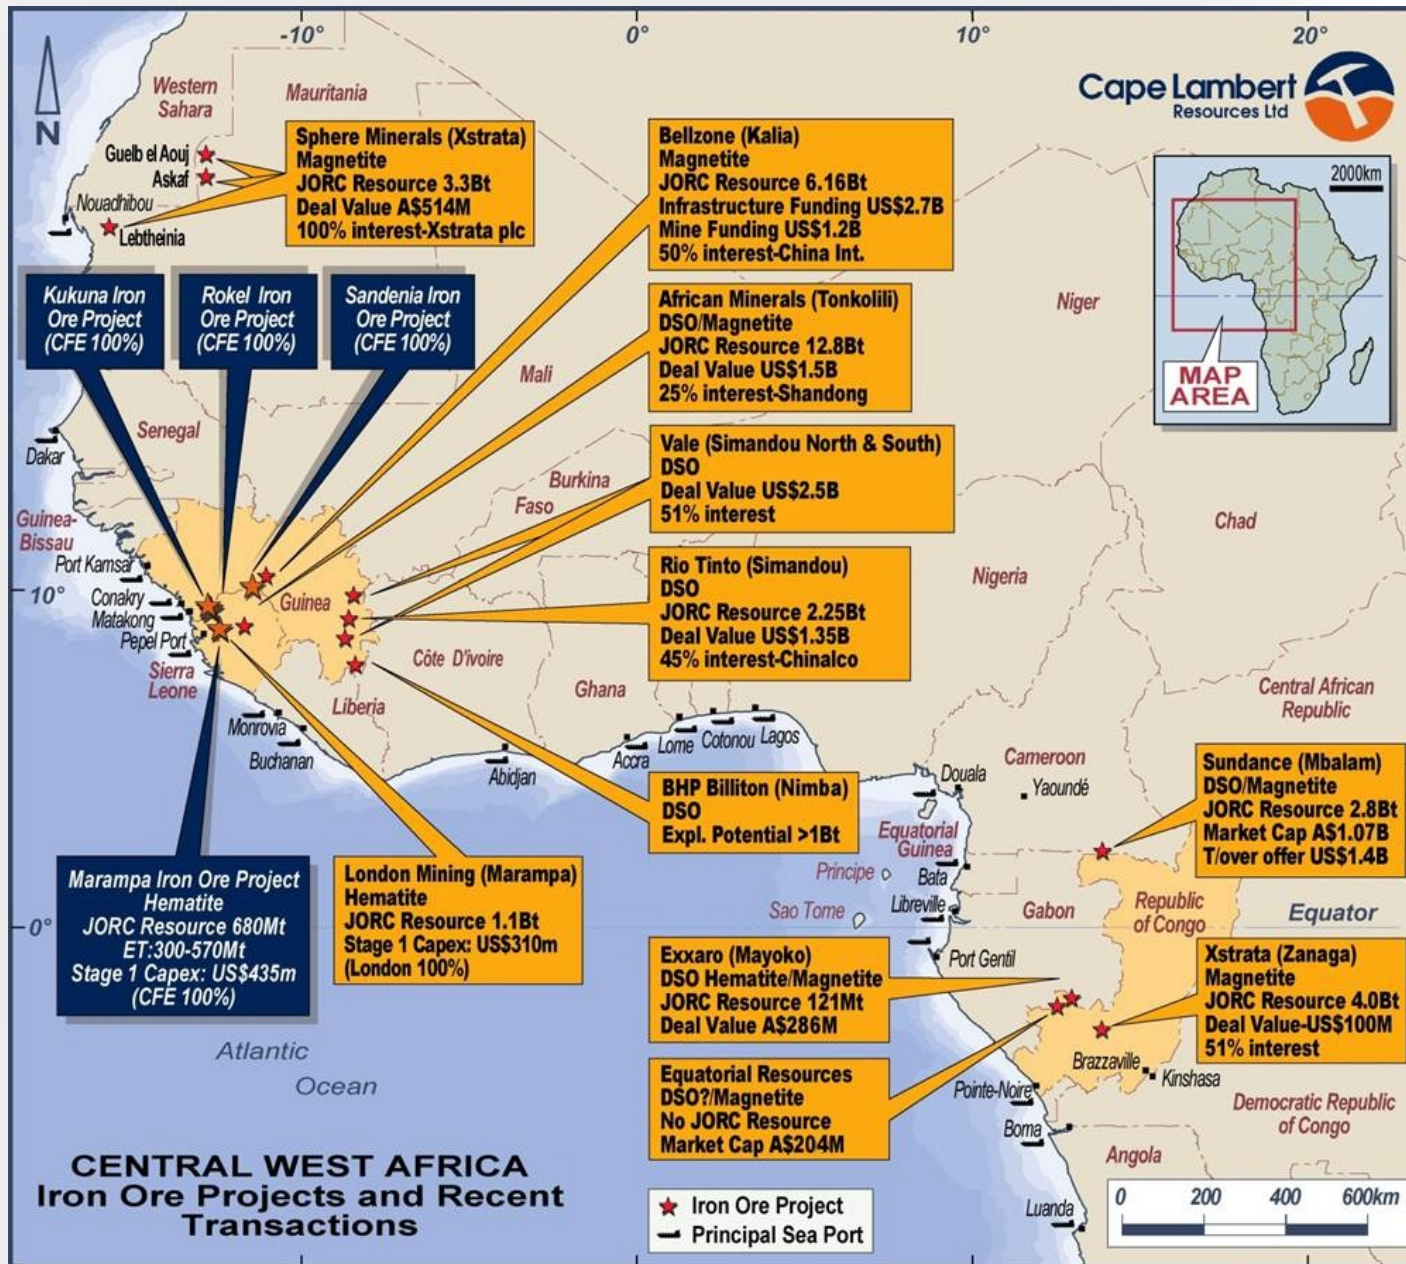 -10°
0°
10°
20°
Cape Lambert
Resources Ltd
N
Western
Sahara
Mauritania
Guelb el Aouj
Askaf
Nouadhibou
Lebtheinia
Sphere Minerals (Xstrata)
Magnetite
JORC Resource 3.3Bt
Deal Value A$514M
100% interest-Xstrata plc
Bellzone (Kalia)
Magnetite
JORC Resource 6.16Bt
Infrastructure Funding US$2.7B
Mine Funding US$1.2B
50% interest-China Int.
2000km
MAP
AREA
Kukuna Iron
Ore Project
(CFE 100%)
Rokel Iron
Ore Project
(CFE 100%)
Sandenia Iron
Ore Project
(CFE 100%)
African Minerals (Tonkolili)
DSO/Magnetite
JORC Resource 12.8Bt
Deal Value US$1.5B
25% interest-Shandong
Niger
Mali
Senegal
Dakar
Vale (Simandou North & South)
DSO
Deal Value US$2.5B
51% interest
Burkina
Faso
Chad
Guinea-
Bissau
Port Kamsar
10°
Conakry
Matakong
Pepel Port
Guinea
Sierra
Leone
Rio Tinto (Simandou)
DSO
JORC Resource 2.25Bt
Deal Value US$1.35B
45% interest-Chinalco
Nigeria
Côte D'ivoire
Ghana
Liberia
Central African
Republic
Monrovia
Buchanan
Abidjan
Accra
Lome
Cotonou
Lagos
Cameroon
Douala
Yaoundé
BHP Billiton (Nimba)
DSO
Expl. Potential >1Bt
Sundance (Mbalam)
DSO/Magnetite
JORC Resource 2.8Bt
Market Cap A$1.07B
T/over offer US$1.4B
Equatorial
Guinea
Principe
Bata
Sao Tome
Libreville
Gabon
Republic
of Congo
Equator
Port Gentil
Marampa Iron Ore Project
Hematite
JORC Resource 680Mt
ET:300-570Mt
Stage 1 Capex: US$435m
(CFE 100%)
London Mining (Marampa)
Hematite
JORC Resource 1.1Bt
Stage 1 Capex: US$310m
(London 100%)
0°
Exxaro (Mayoko)
DSO Hematite/Magnetite
JORC Resource 121Mt
Deal Value A$286M
Xstrata (Zanaga)
Magnetite
JORC Resource 4.0Bt
Deal Value-US$100M
51% interest
Atlantic
Ocean
Equatorial Resources
DSO?/Magnetite
No JORC Resource
Market Cap A$204M
Brazzaville
Kinshasa
Pointe-Noire
Boma
Democratic Republic
of Congo
Angola
Luanda
CENTRAL WEST AFRICA
Iron Ore Projects and Recent
Transactions
Iron Ore Project
Principal Sea Port
0 200 400 600km